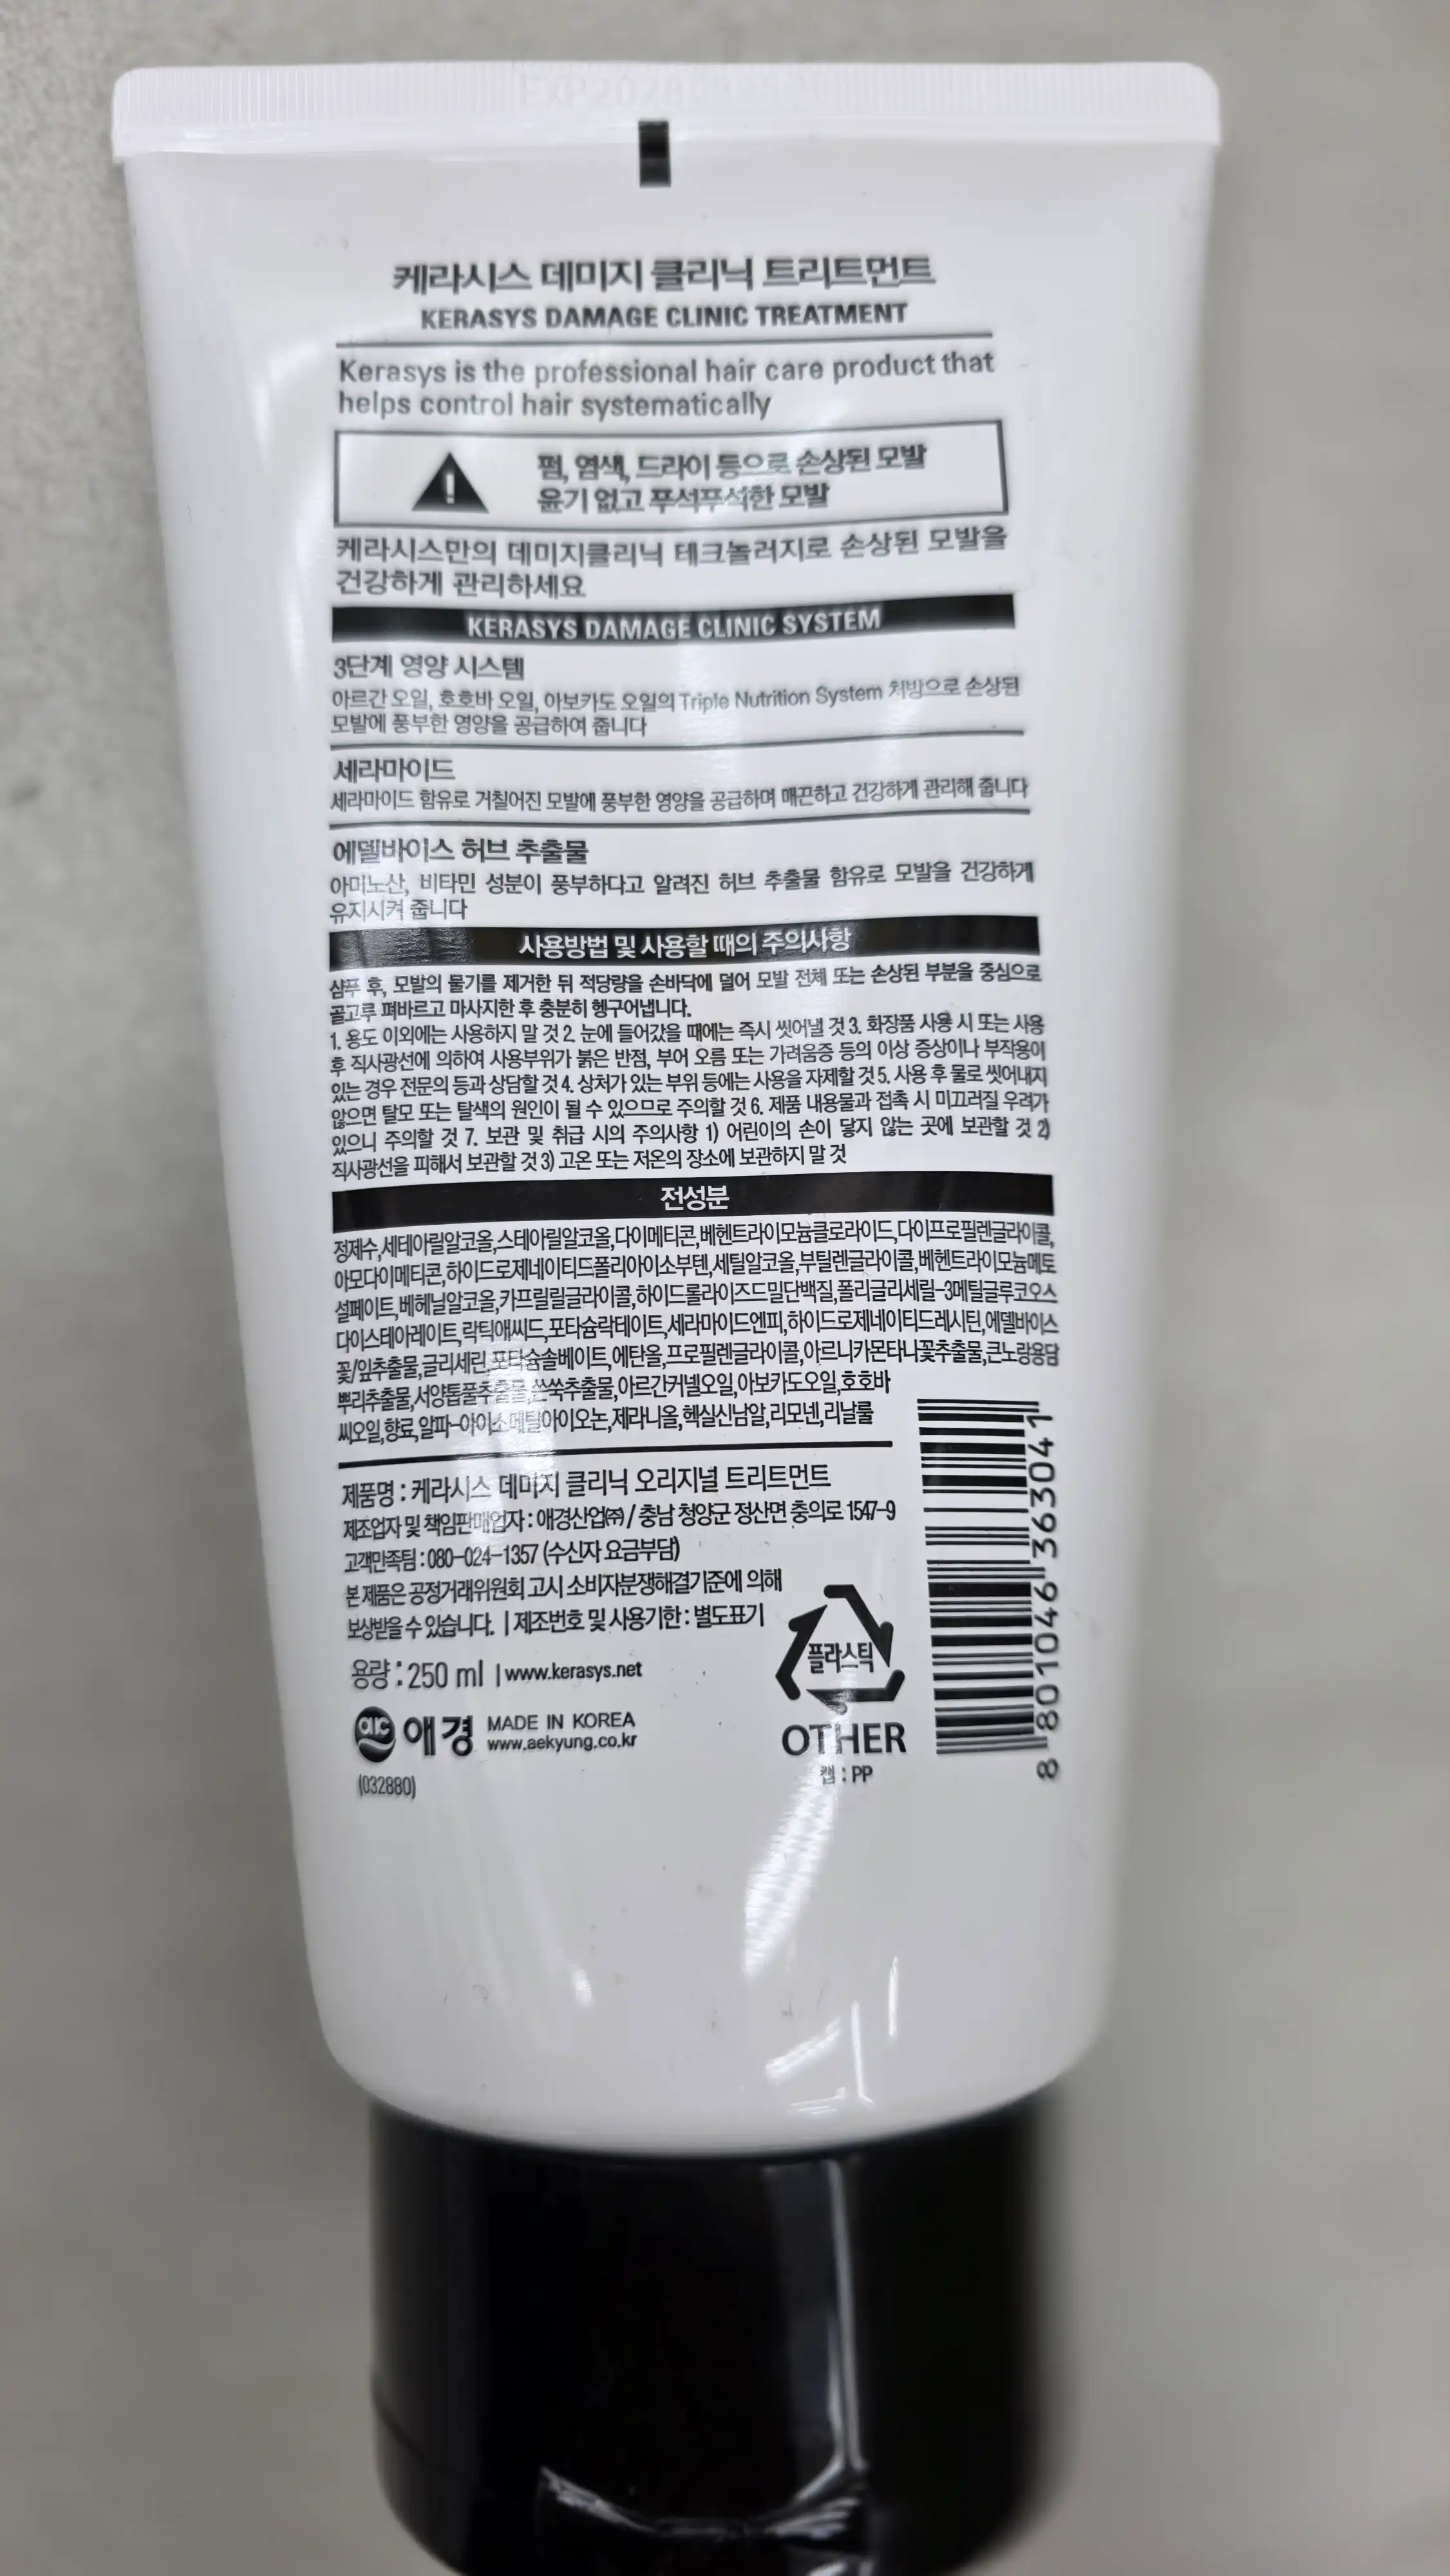 케라시스 데미지 클리닉 트리트먼트
KERASYS DAMAGE CLINIC TREATMENT
Kerasys is the professional hair care product that
helps control hair systematically
펌, 염색, 드라이 등으로 손상된 모발
윤기 없고 푸석푸석한 모발
케라시스만의 데미지클리닉 테크놀러지로 손상된 모발을
건강하게 관리하세요
KERASYS DAMAGE CLINIC SYSTEM
3단계 영양 시스템
아르간 오일, 호호바 오일, 아보카도 오일의 Triple Nutrition System 처방으로 손상된
모발에 풍부한 영양을 공급하여 줍니다
세라마이드
세라마이드 함유로 거칠어진 모발에 풍부한 영양을 공급하며 매끈하고 건강하게 관리해 줍니다
에델바이스 허브 추출물
아미노산, 비타민 성분이 풍부하다고 알려진 허브 추출물 함유로 모발을 건강하게
유지시켜 줍니다
사용방법 및 사용할 때의 주의사항
샴푸 후, 모발의 물기를 제거한 뒤 적당량을 손바닥에 덜어 모발 전체 또는 손상된 부분을 중심으로
골고루 펴바르고 마사지한 후 충분히 헹구어냅니다.
1. 용도 이외에는 사용하지 말 것 2. 눈에 들어갔을 때에는 즉시 씻어낼 것 3. 화장품 사용 시 또는 사용
후 직사광선에 의하여 사용부위가 붉은 반점, 부어 오름 또는 가려움증 등의 이상 증상이나 부작용이
있는 경우 전문의 등과 상담할 것 4. 상처가 있는 부위 등에는 사용을 자제할 것 5. 사용 후 물로 씻어내지
않으면 탈모 또는 탈색의 원인이 될 수 있으므로 주의할 것 6. 제품 내용물과 접촉 시 미끄러질 우려가
있으니 주의할 것 7. 보관 및 취급 시의 주의사항 1) 어린이의 손이 닿지 않는 곳에 보관할 것 2)
직사광선을 피해서 보관할 것 3) 고온 또는 저온의 장소에 보관하지 말 것
전성분
정제수,세테아릴알코올,스테아릴알코올,다이메티콘,베헨트라이모늄클로라이드,다이프로필렌글라이콜,
아모다이메티콘,하이드로제네이티드폴리아이소부텐,세틸알코올,부틸렌글라이콜,베헨트라이모늄메토
설페이트,베헤닐알코올,카프릴릴글라이콜,하이드롤라이즈드밀단백질,폴리글리세릴-3메틸글루코오스
다이스테아레이트,락틱애씨드,포타슘락테이트,세라마이드엔피,하이드로제네이티드레시틴,에델바이스
꽃/잎추출물,글리세린,포타슘솔베이트,에탄올,프로필렌글라이콜,아르니카몬타나꽃추출물,큰노랑용담
뿌리추출물,서양톱풀추출물,쓴쑥추출물,아르간커넬오일,아보카도오일,호호바
씨오일,향료,알파-아이소메틸아이오논,제라니올,헥실신남알,리모넨,리날룰
제품명 : 케라시스 데미지 클리닉 오리지널 트리트먼트
제조업자 및 책임판매업자 : 애경산업㈜ / 충남 청양군 정산면 충의로 1547-9
고객만족팀 : 080-024-1357 (수신자 요금부담)
본 제품은 공정거래위원회 고시 소비자분쟁해결기준에 의해
보상받을 수 있습니다. | 제조번호 및 사용기한 : 별도표기
용량 : 250 ml | www.kerasys.net
애경 MADE IN KOREA
www.aekyung.co.kr
(032880)
플라스틱
OTHER
캡 : PP
8 801046 363041